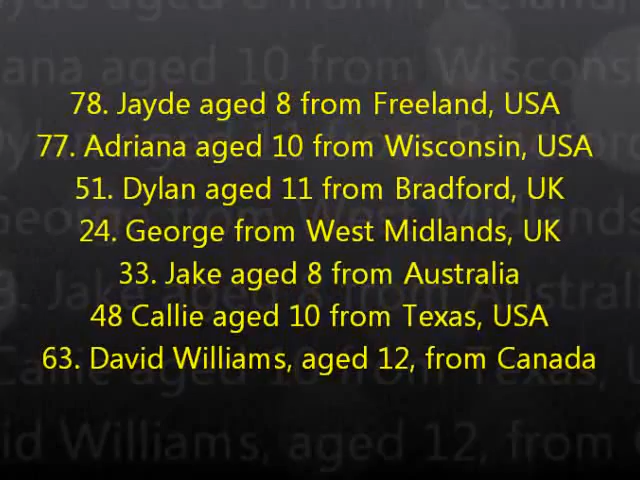 78. Jayde aged 8 from Freeland, USA
77. Adriana aged 10 from Wisconsin, USA
51. Dylan aged 11 from Bradford, UK
24. George from West Midlands, UK
33. Jake aged 8 from Australia
48 Callie aged 10 from Texas, USA
63. David Williams, aged 12, from Canada